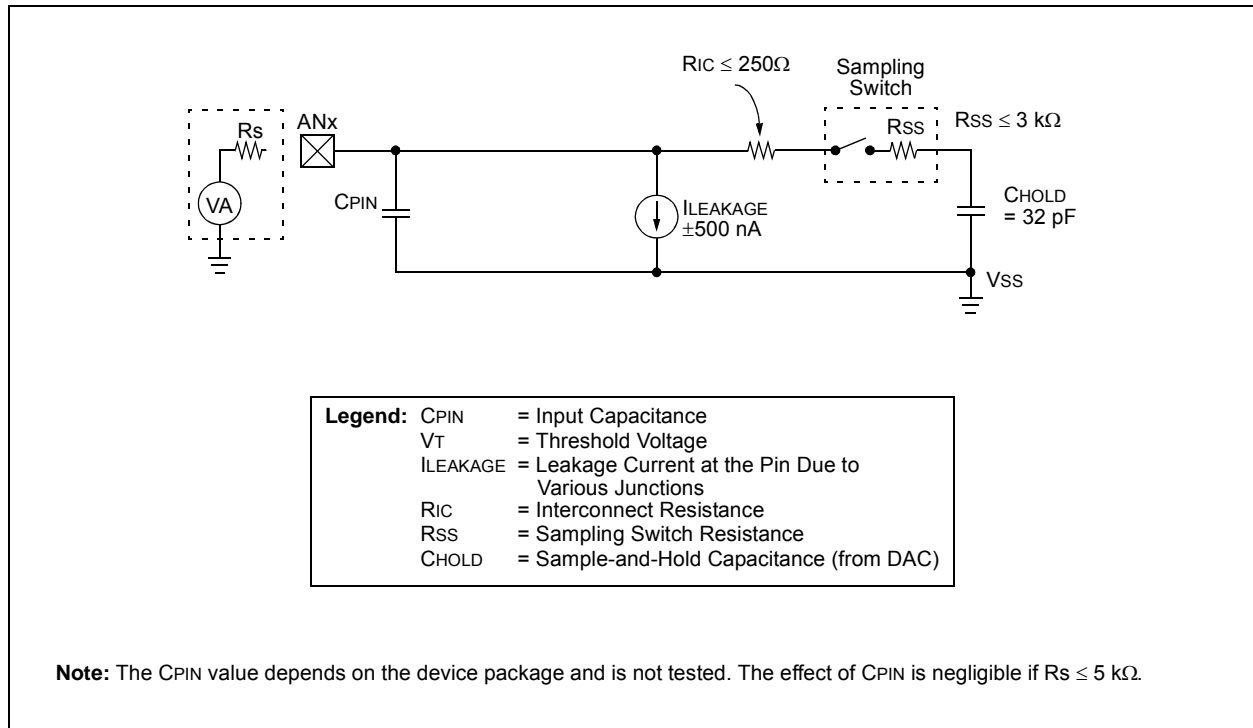 RIC ≤ 250Ω
Sampling
Switch
RSS
RSS ≤ 3 kΩ
Rs
ANx
VA
CPIN
ILEAKAGE
±500 nA
CHOLD
= 32 pF
VSS
Legend: CPIN = Input Capacitance
VT = Threshold Voltage
ILEAKAGE = Leakage Current at the Pin Due to
Various Junctions
RIC = Interconnect Resistance
RSS = Sampling Switch Resistance
CHOLD = Sample-and-Hold Capacitance (from DAC)
Note: The CPIN value depends on the device package and is not tested. The effect of CPIN is negligible if Rs ≤ 5 kΩ.